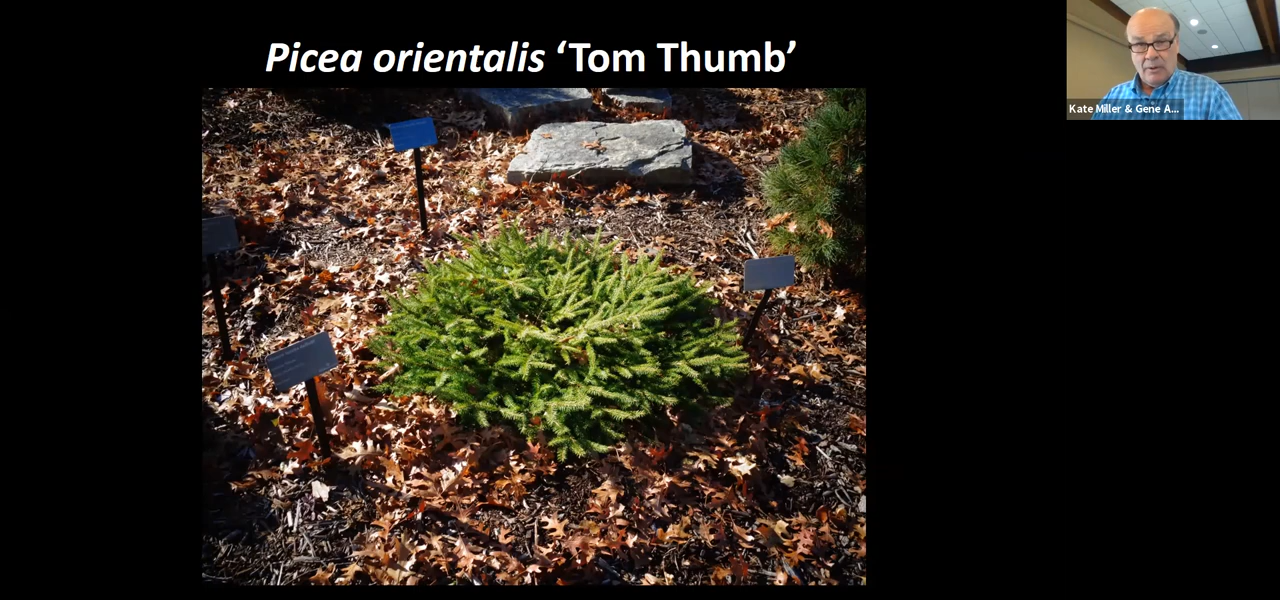 Picea orientalis ‘Tom Thumb’
Kate Miller & Gene A...